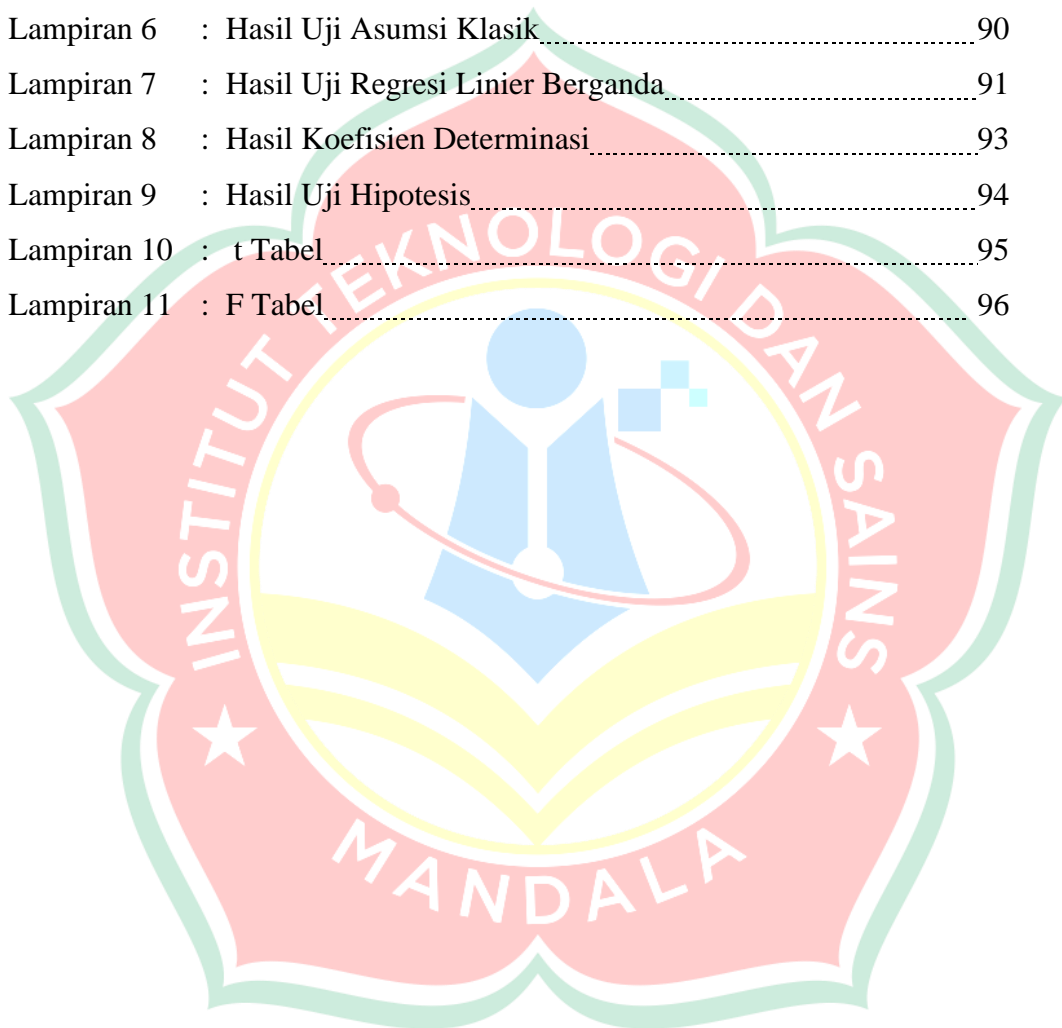 Lampiran 6 : Hasil Uji Asumsi Klasik 90
Lampiran 7 : Hasil Uji Regresi Linier Berganda 91
Lampiran 8 : Hasil Koefisien Determinasi 93
Lampiran 9 : Hasil Uji Hipotesis 94
Lampiran 10 : t Tabel 95
Lampiran 11 : F Tabel 96
INSTITUT TEKNOLOGI DAN SAINS
MANDALA